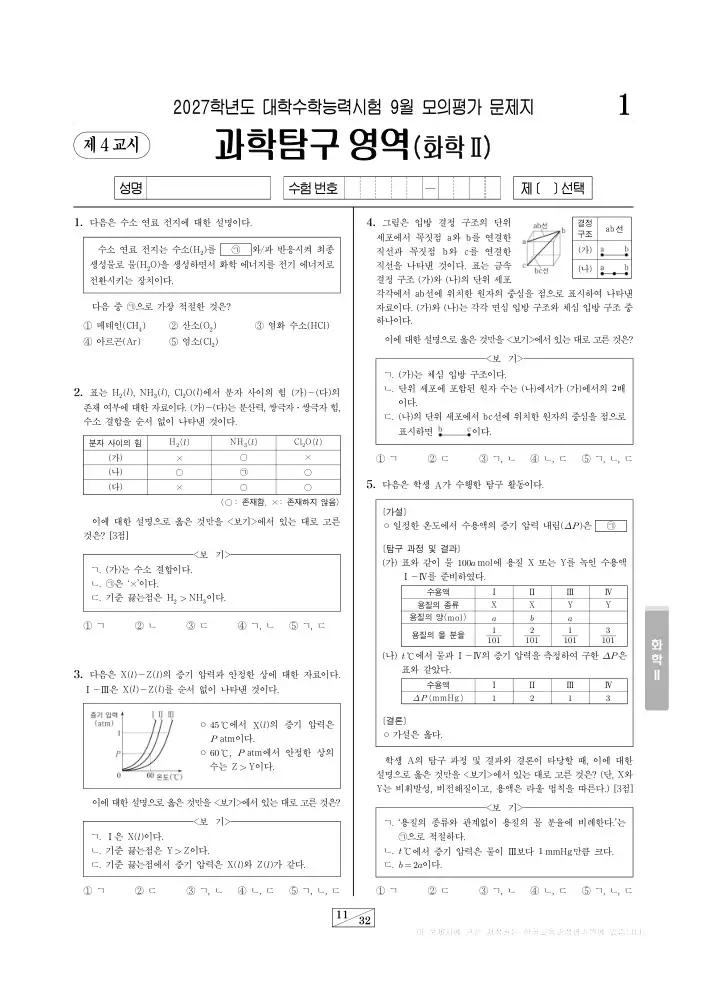 2027학년도 대학수학능력시험 9월 모의평가 문제지
1
제 4 교시
과학탐구 영역(화학 Ⅱ)
성명
수험 번호
—
제 [ ] 선택
1. 다음은 수소 연료 전지에 대한 설명이다.
수소 연료 전지는 수소(H₂)를 ㉠ 와/과 반응시켜 최종
생성물로 물(H₂O)을 생성하면서 화학 에너지를 전기 에너지로
전환시키는 장치이다.
다음 중 ㉠으로 가장 적절한 것은?
① 메테인(CH₄) ② 산소(O₂) ③ 염화 수소(HCl)
④ 아르곤(Ar) ⑤ 염소(Cl₂)
2. 표는 H₂(l), NH₃(l), Cl₂O(l)에서 분자 사이의 힘 (가)~(다)의
존재 여부에 대한 자료이다. (가)~(다)는 분산력, 쌍극자·쌍극자 힘,
수소 결합을 순서 없이 나타낸 것이다.
분자 사이의 힘 H₂(l) NH₃(l) Cl₂O(l)
(가) × ○ ×
(나) ○ ㉠ ○
(다) × ○ ○
(○: 존재함, ×: 존재하지 않음)
이에 대한 설명으로 옳은 것만을 <보기>에서 있는 대로 고른
것은? [3점]
<보 기>
ㄱ. (가)는 수소 결합이다.
ㄴ. ㉠은 ‘×’이다.
ㄷ. 기준 끓는점은 H₂ > NH₃이다.
① ㄱ ② ㄴ ③ ㄷ ④ ㄱ, ㄴ ⑤ ㄱ, ㄷ
3. 다음은 X(l)~Z(l)의 증기 압력과 안정한 상에 대한 자료이다.
Ⅰ~Ⅲ은 X(l)~Z(l)를 순서 없이 나타낸 것이다.
증기 압력
(atm)
Ⅰ Ⅱ Ⅲ
1
P
0 60 온도(℃)
○ 45℃에서 X(l)의 증기 압력은
P atm이다.
○ 60℃, P atm에서 안정한 상의
수는 Z > Y이다.
이에 대한 설명으로 옳은 것만을 <보기>에서 있는 대로 고른 것은?
<보 기>
ㄱ. Ⅰ은 X(l)이다.
ㄴ. 기준 끓는점은 Y > Z이다.
ㄷ. 기준 끓는점에서 증기 압력은 X(l)와 Z(l)가 같다.
① ㄱ ② ㄷ ③ ㄱ, ㄴ ④ ㄴ, ㄷ ⑤ ㄱ, ㄴ, ㄷ
4. 그림은 입방 결정 구조의 단위
세포에서 꼭짓점 a와 b를 연결한
직선과 꼭짓점 b와 c를 연결한
직선을 나타낸 것이다. 표는 금속
결정 구조 (가)와 (나)의 단위 세포
각각에서 ab선에 위치한 원자의 중심을 점으로 표시하여 나타낸
자료이다. (가)와 (나)는 각각 면심 입방 구조와 체심 입방 구조 중
하나이다.
ab선
a
b
c
bc선
결정
구조
ab선
(가) a b
(나) a b
이에 대한 설명으로 옳은 것만을 <보기>에서 있는 대로 고른 것은?
<보 기>
ㄱ. (가)는 체심 입방 구조이다.
ㄴ. 단위 세포에 포함된 원자 수는 (나)에서가 (가)에서의 2배
이다.
ㄷ. (나)의 단위 세포에서 bc선에 위치한 원자의 중심을 점으로
표시하면 b c이다.
① ㄱ ② ㄷ ③ ㄱ, ㄴ ④ ㄴ, ㄷ ⑤ ㄱ, ㄴ, ㄷ
5. 다음은 학생 A가 수행한 탐구 활동이다.
[가설]
○ 일정한 온도에서 수용액의 증기 압력 내림(ΔP)은 ㉠
[탐구 과정 및 결과]
(가) 표와 같이 물 100a mol에 용질 X 또는 Y를 녹인 수용액
Ⅰ~Ⅳ를 준비하였다.
수용액 Ⅰ Ⅱ Ⅲ Ⅳ
용질의 종류 X X Y Y
용질의 양(mol) a b a
용질의 몰 분율 1/101 2/101 1/101 3/101
(나) t℃에서 물과 Ⅰ~Ⅳ의 증기 압력을 측정하여 구한 ΔP은
표와 같았다.
수용액 Ⅰ Ⅱ Ⅲ Ⅳ
ΔP(mmHg) 1 2 1 3
[결론]
○ 가설은 옳다.
학생 A의 탐구 과정 및 결과와 결론이 타당할 때, 이에 대한
설명으로 옳은 것만을 <보기>에서 있는 대로 고른 것은? (단, X와
Y는 비휘발성, 비전해질이고, 용액은 라울 법칙을 따른다.) [3점]
<보 기>
ㄱ. ‘용질의 종류와 관계없이 용질의 몰 분율에 비례한다.’는
㉠으로 적절하다.
ㄴ. t℃에서 증기 압력은 물이 Ⅲ보다 1 mmHg만큼 크다.
ㄷ. b=2a이다.
① ㄱ ② ㄷ ③ ㄱ, ㄴ ④ ㄴ, ㄷ ⑤ ㄱ, ㄴ, ㄷ
화학Ⅱ
11
32
이 문제지에 관한 저작권은 한국교육과정평가원에 있습니다.